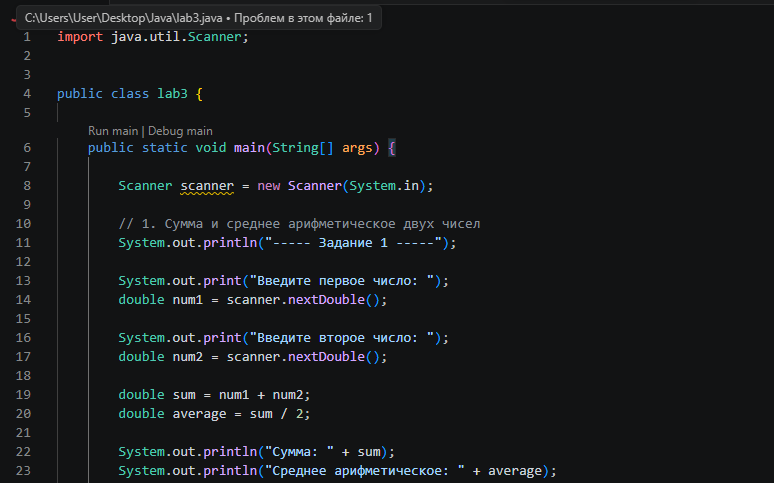 C:\Users\User\Desktop\Java\lab3.java • Проблем в этом файле: 1
1 import java.util.Scanner;
2
3
4 public class lab3 {
5
Run main | Debug main
6 public static void main(String[] args) {
7
8 Scanner scanner = new Scanner(System.in);
9
10 // 1. Сумма и среднее арифметическое двух чисел
11 System.out.println("----- Задание 1 -----");
12
13 System.out.print("Введите первое число: ");
14 double num1 = scanner.nextDouble();
15
16 System.out.print("Введите второе число: ");
17 double num2 = scanner.nextDouble();
18
19 double sum = num1 + num2;
20 double average = sum / 2;
21
22 System.out.println("Сумма: " + sum);
23 System.out.println("Среднее арифметическое: " + average);